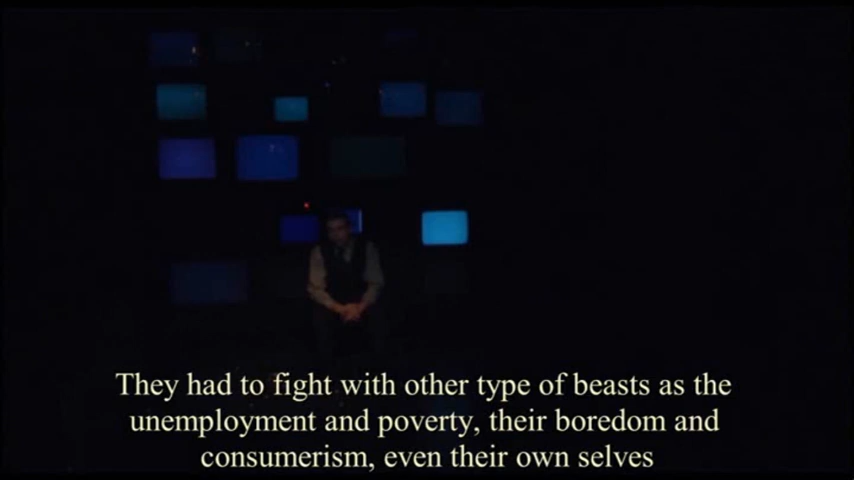 They had to fight with other type of beasts as the
unemployment and poverty, their boredom and
consumerism, even their own selves